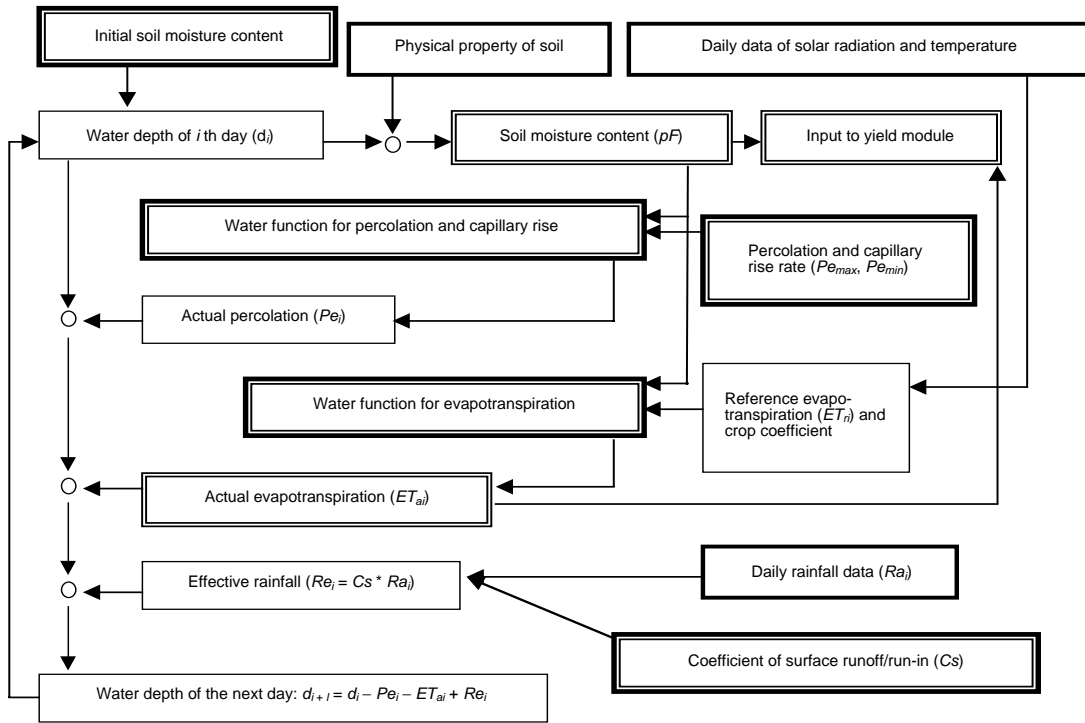 Initial soil moisture content
Physical property of soil
Daily data of solar radiation and temperature
Water depth of i th day (di)
Soil moisture content (pF)
Input to yield module
Water function for percolation and capillary rise
Percolation and capillary
rise rate (Pemax, Pemin)
Actual percolation (Pei)
Water function for evapotranspiration
Reference evapo-
transpiration (ETri) and
crop coefficient
Actual evapotranspiration (ETai)
Effective rainfall (Rei = Cs * Rai)
Daily rainfall data (Rai)
Coefficient of surface runoff/run-in (Cs)
Water depth of the next day: di + l = di – Pei – ETai + Rei